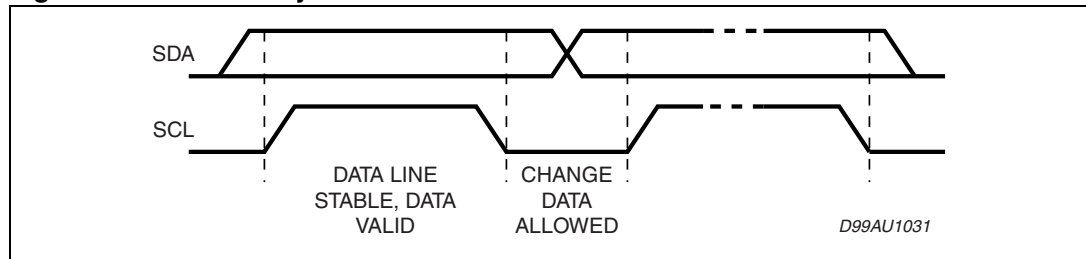 SDA
SCL
DATA LINE
STABLE, DATA
VALID
CHANGE
DATA
ALLOWED
D99AU1031